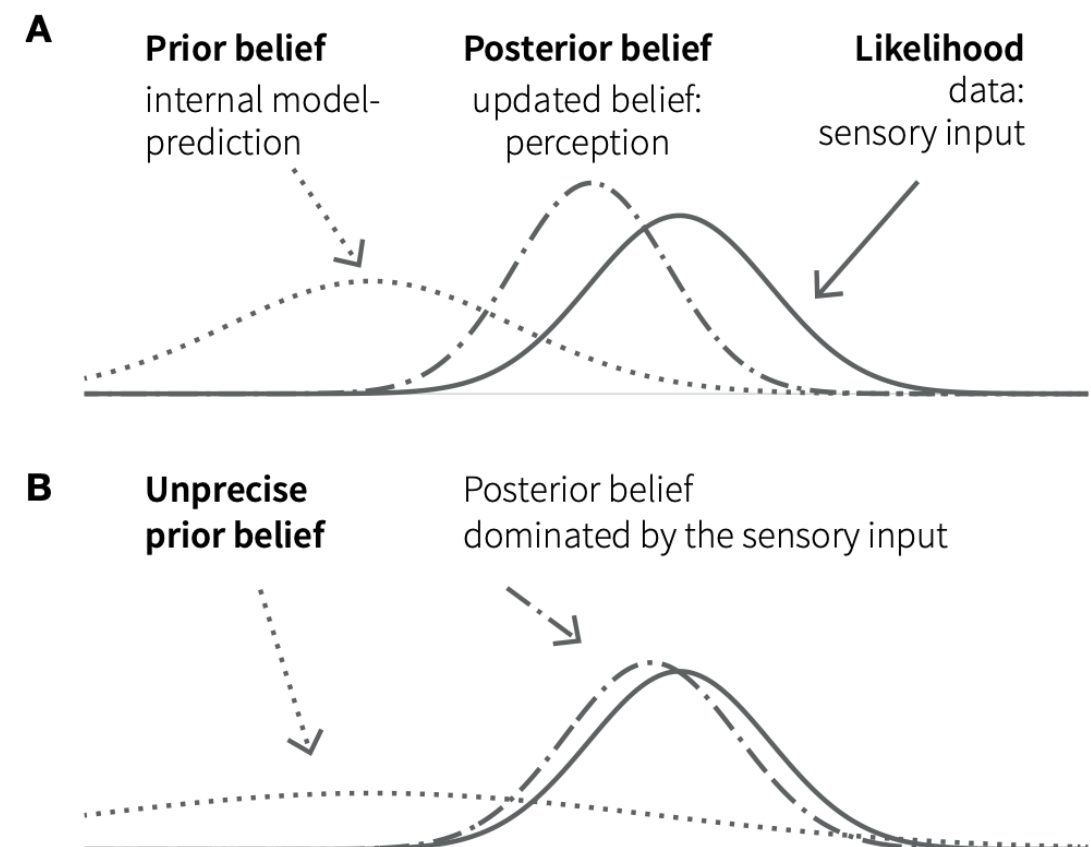 A
Prior belief
internal model-
prediction
Posterior belief
updated belief:
perception
Likelihood
data:
sensory input
B
Unprecise
prior belief
Posterior belief
dominated by the sensory input